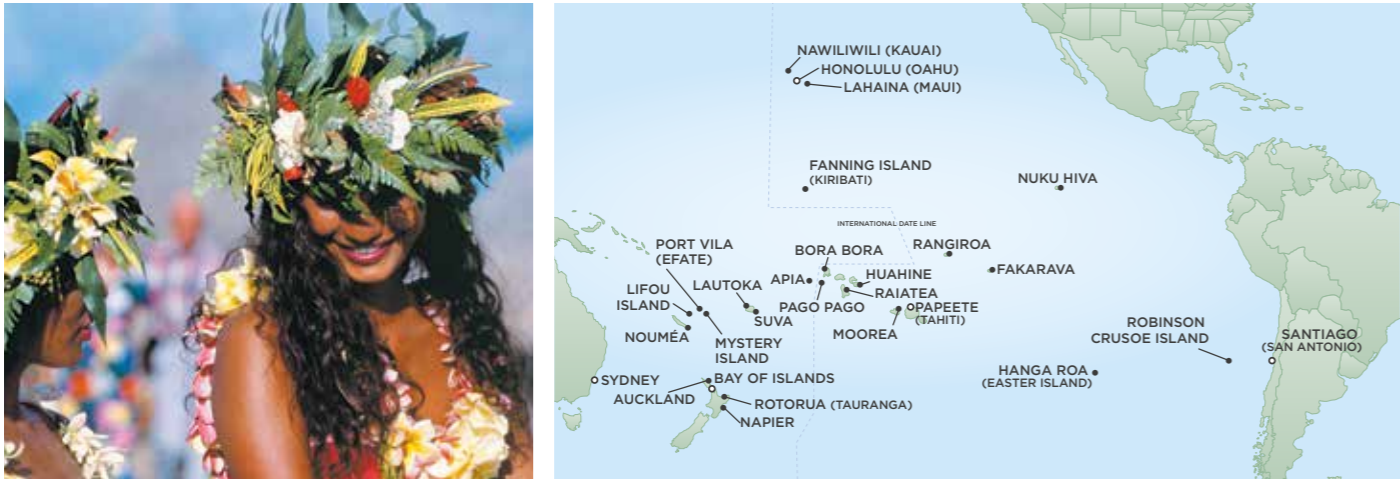 NAWILIWILI (KAUAI)
HONOLULU (OAHU)
LAHAINA (MAUI)
FANNING ISLAND
(KIRIBATI)
NUKU HIVA
INTERNATIONAL DATE LINE
PORT VILA
(EFATE)
BORA BORA
RANGIROA
LIFOU
ISLAND
LAUTOKA
APIA
HUAHINE
FAKARAVA
RAIATEA
PAGO PAGO
PAPEETE
(TAHITI)
SUVA
MOOREA
NOUMÉA
MYSTERY
ISLAND
ROBINSON
CRUSOE ISLAND
SANTIAGO
(SAN ANTONIO)
HANGA ROA
(EASTER ISLAND)
SYDNEY
BAY OF ISLANDS
AUCKLAND
ROTORUA (TAURANGA)
NAPIER